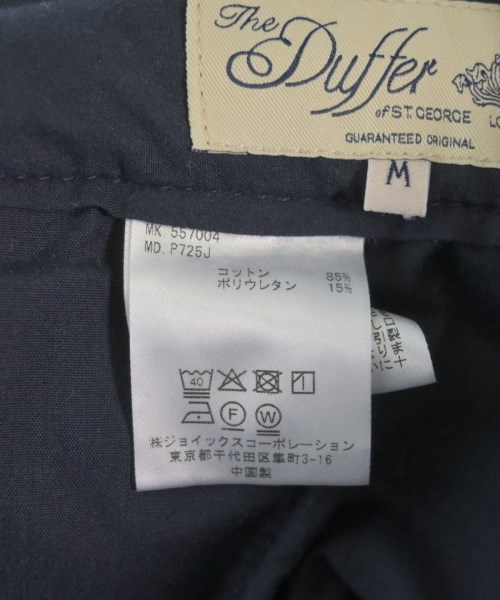 The
Duffer
of ST. GEORGE
LO
GUARANTEED ORIGINAL
M
MK. 557004
MD. P725J
コットン 85%
ポリウレタン 15%
40
F W
株)ジョイックスコーポレーション
東京都千代田区隼町3-16
中国製